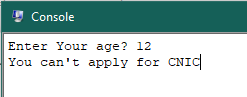 Console
Enter Your age? 12
You can't apply for CNIC